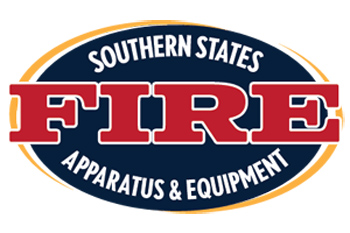 SOUTHERN STATES
FIRE
APPARATUS & EQUIPMENT